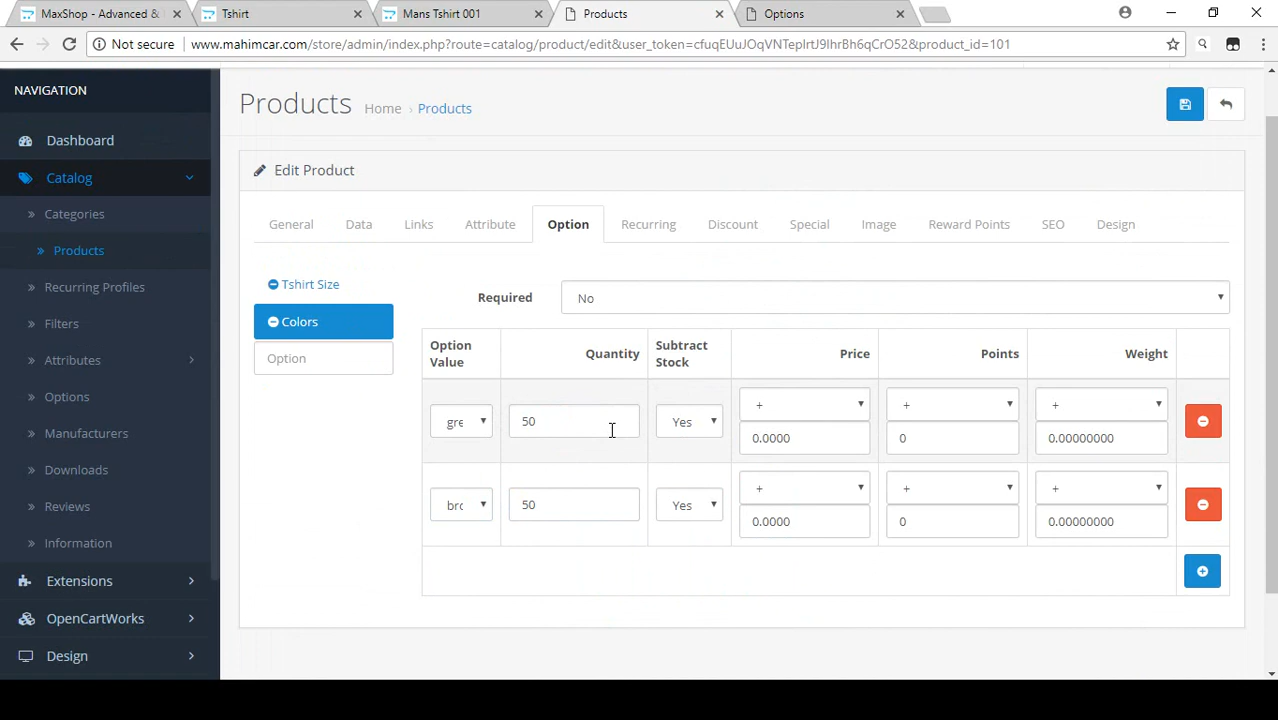 MaxShop - Advanced & I
Tshirt
Mans Tshirt 001
Products
Options
Not secure
www.mahimcar.com/store/admin/index.php?route=catalog/product/edit&user_token=cfuqEUuJOqVNTeplrtJ9IhrBh6qCrO52&product_id=101
NAVIGATION
Products
Home › Products
Dashboard
Catalog
Categories
Products
Recurring Profiles
Filters
Attributes
Options
Manufacturers
Downloads
Reviews
Information
Extensions
OpenCartWorks
Design
Edit Product
General Data Links Attribute Option Recurring Discount Special Image Reward Points SEO Design
Tshirt Size
Colors
Option
Required No
Option Value Quantity Subtract Stock Price Points Weight
gre 50 Yes + + +
0.0000 0 0.00000000
brc 50 Yes + + +
0.0000 0 0.00000000